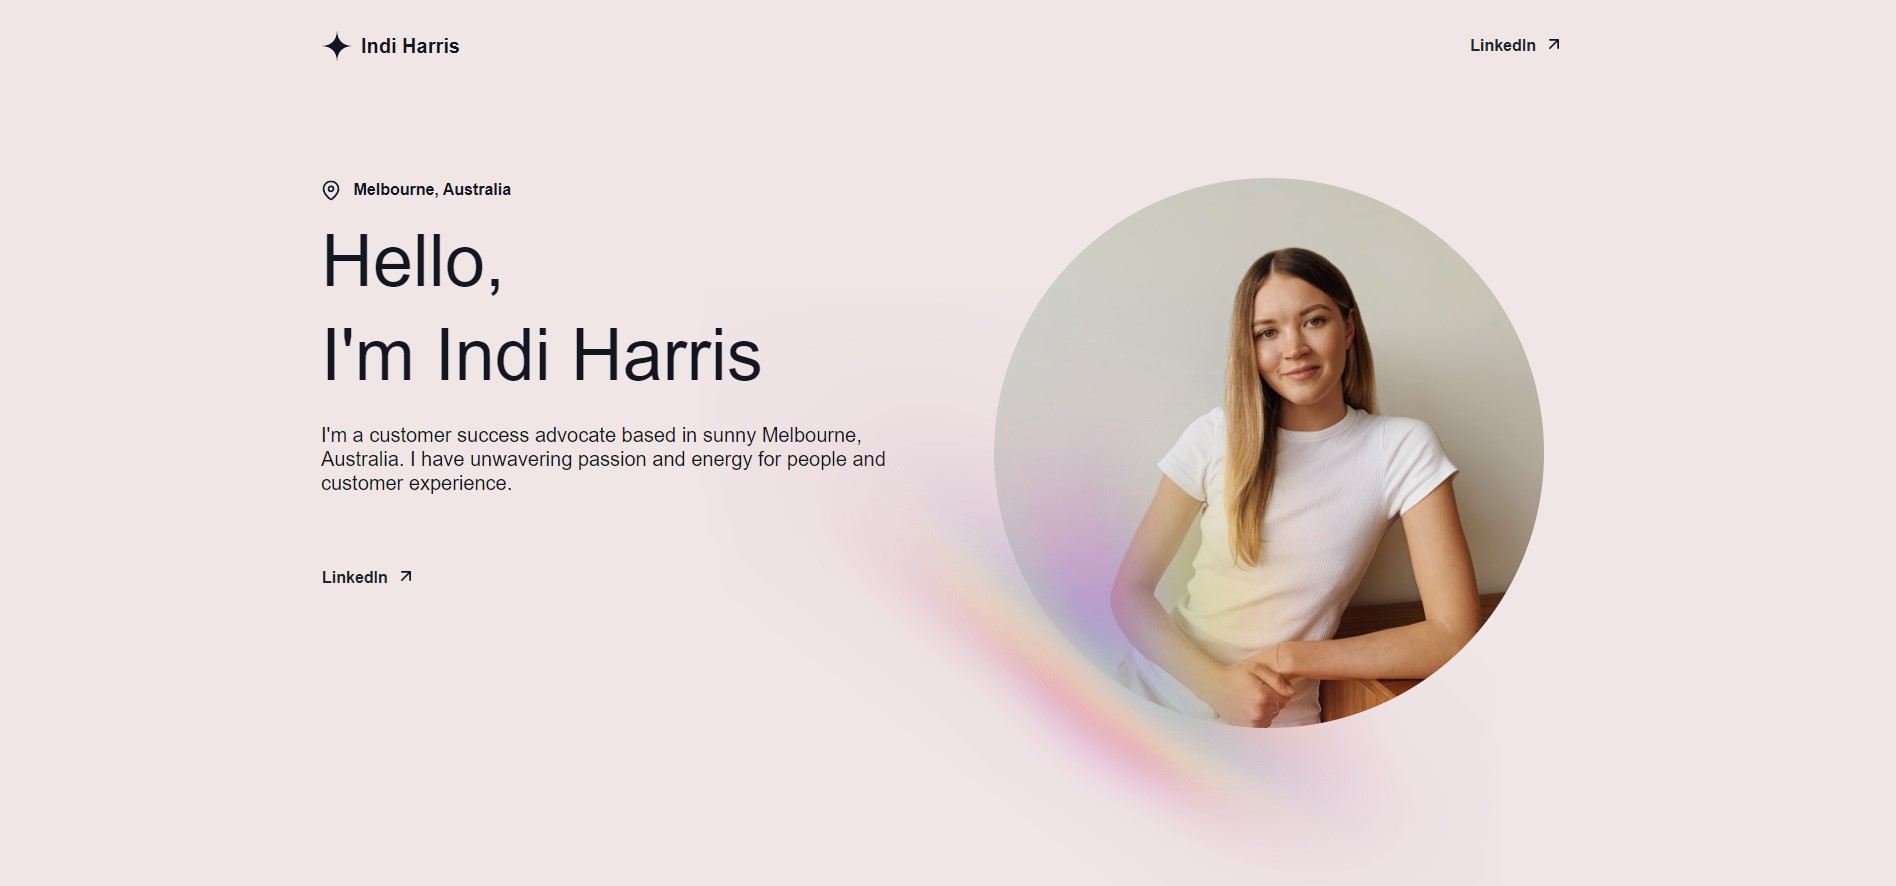 Indi Harris
LinkedIn
Melbourne, Australia
Hello,
I'm Indi Harris
I'm a customer success advocate based in sunny Melbourne,
Australia. I have unwavering passion and energy for people and
customer experience.
LinkedIn